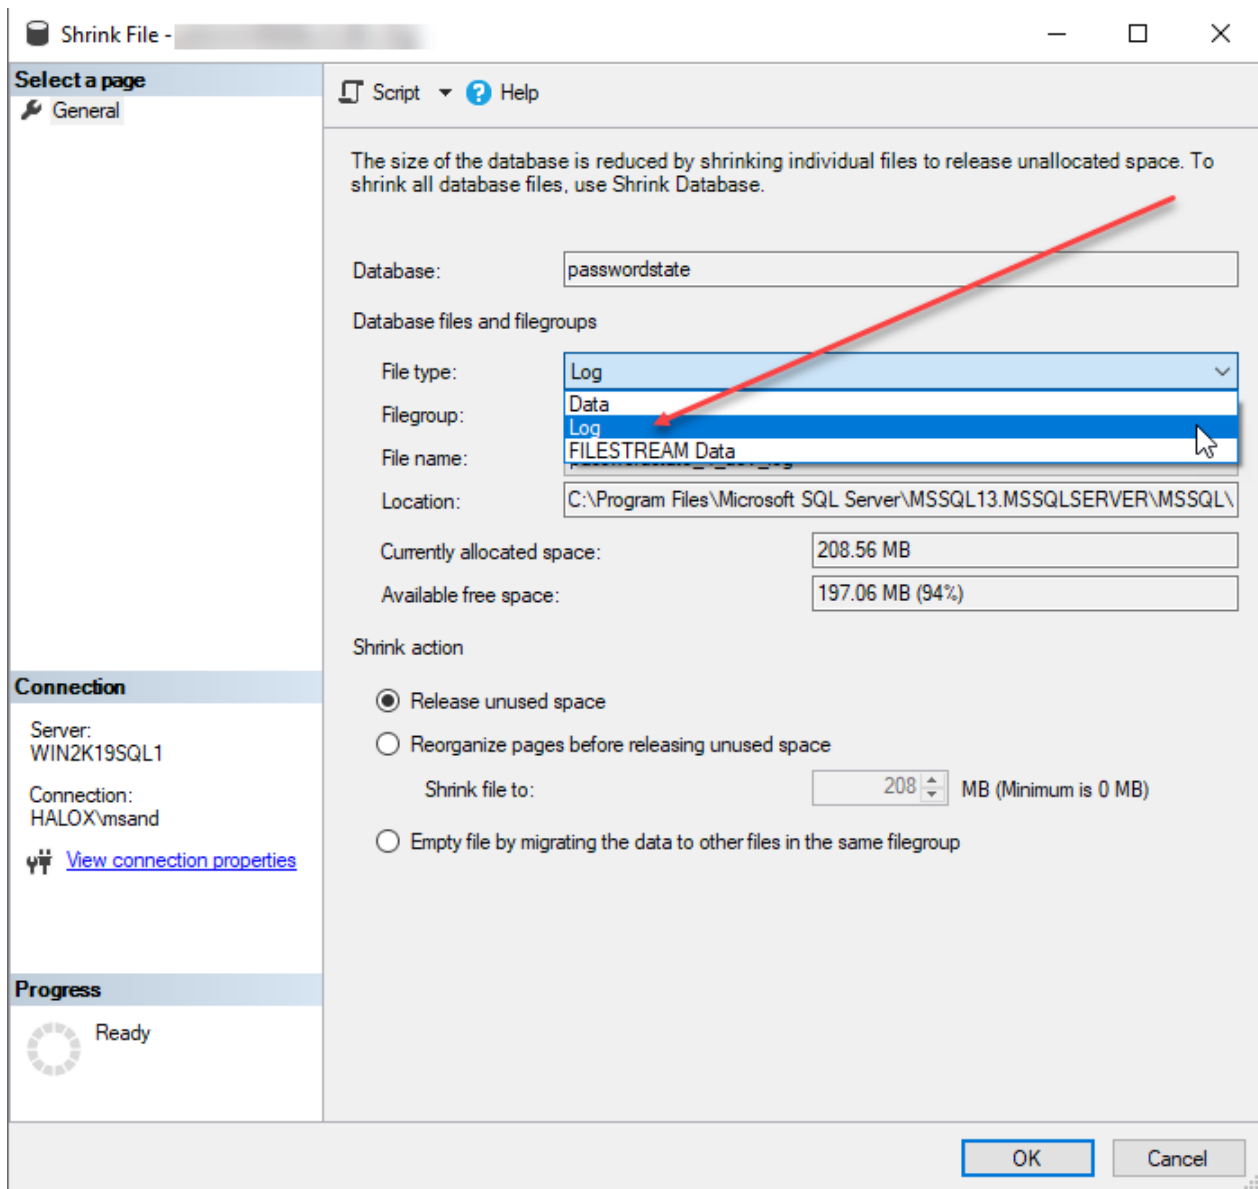 Shrink File -
Select a page
General
Script
Help
The size of the database is reduced by shrinking individual files to release unallocated space. To
shrink all database files, use Shrink Database.
Database:
passwordstate
Database files and filegroups
File type:
Log
Data
Filegroup:
Log
FILESTREAM Data
File name:
Location:
C:\Program Files\Microsoft SQL Server\MSSQL13.MSSQLSERVER\MSSQL\
Currently allocated space:
208.56 MB
Available free space:
197.06 MB (94%)
Shrink action
Release unused space
Reorganize pages before releasing unused space
Shrink file to:
208
MB (Minimum is 0 MB)
Empty file by migrating the data to other files in the same filegroup
Connection
Server:
WIN2K19SQL1
Connection:
HALOX\msand
View connection properties
Progress
Ready
OK
Cancel